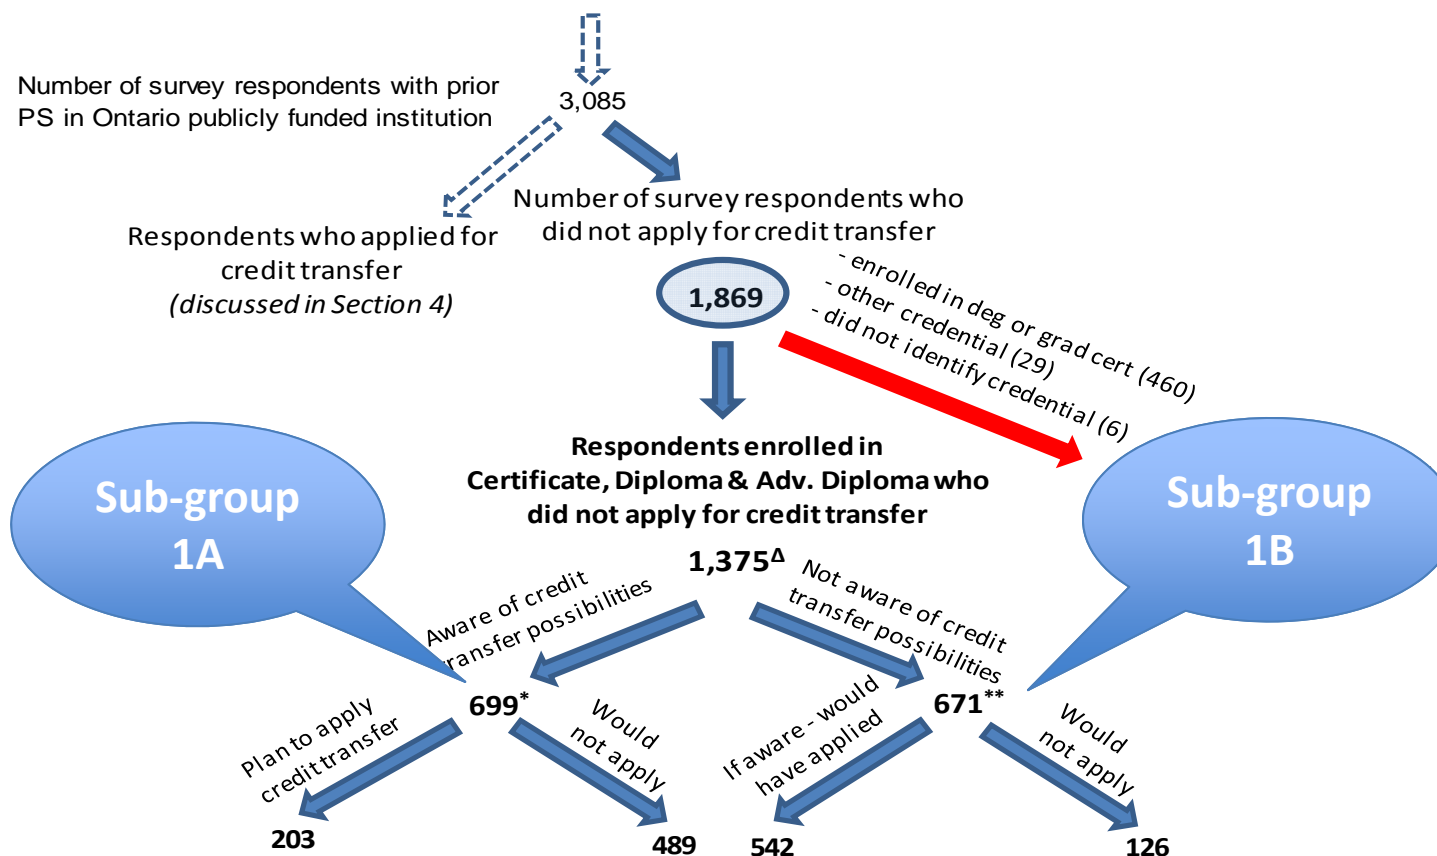 Number of survey respondents with prior
PS in Ontario publicly funded institution
3,085
Number of survey respondents who
did not apply for credit transfer
Respondents who applied for
credit transfer
(discussed in Section 4)
1,869
- enrolled in deg or grad cert (460)
- other credential (29)
- did not identify credential (6)
Respondents enrolled in
Certificate, Diploma & Adv. Diploma who
did not apply for credit transfer
1,375Δ
Sub-group
1A
Sub-group
1B
Aware of credit
transfer possibilities
Not aware of credit
transfer possibilities
699*
671**
Plan to apply
credit transfer
Would
not apply
If aware - would
have applied
Would
not apply
203
489
542
126